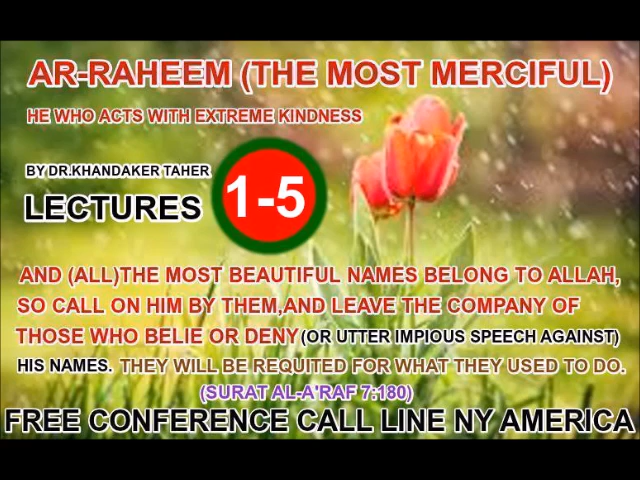 AR-RAHEEM (THE MOST MERCIFUL)
HE WHO ACTS WITH EXTREME KINDNESS
BY DR.KHANDAKER TAHER
LECTURES 1-5
AND (ALL)THE MOST BEAUTIFUL NAMES BELONG TO ALLAH,
SO CALL ON HIM BY THEM,AND LEAVE THE COMPANY OF
THOSE WHO BELIE OR DENY(OR UTTER IMPIOUS SPEECH AGAINST)
HIS NAMES. THEY WILL BE REQUITED FOR WHAT THEY USED TO DO.
(SURAT AL-A'RAF 7:180)
FREE CONFERENCE CALL LINE NY AMERICA